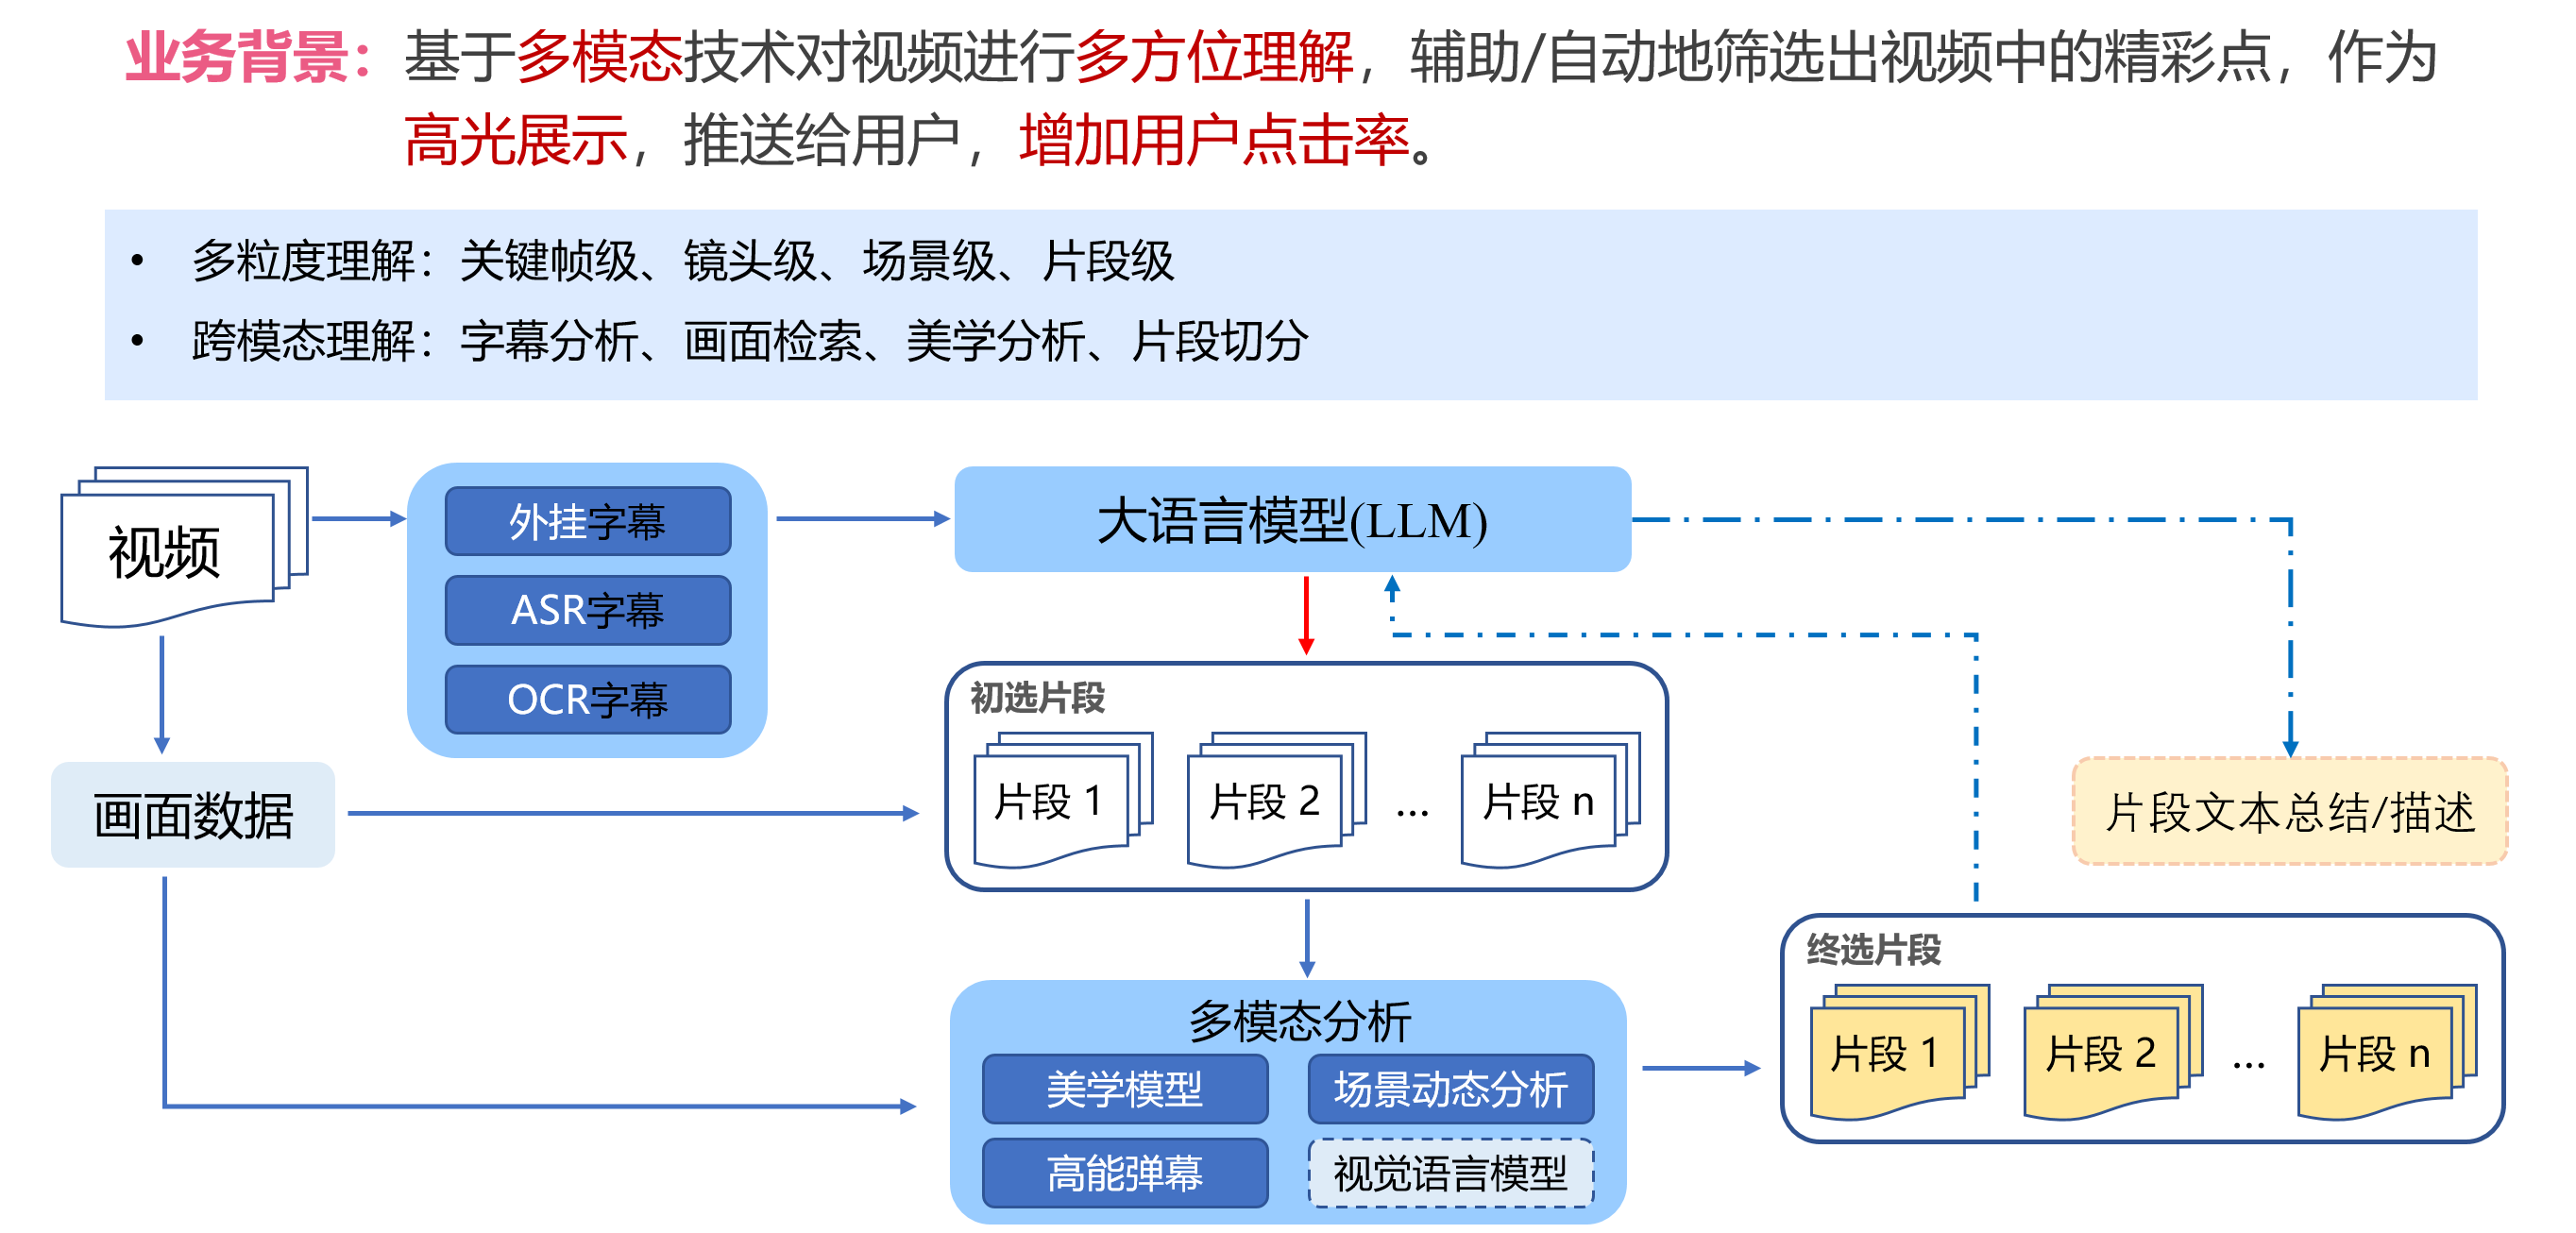 业务背景：基于多模态技术对视频进行多方位理解，辅助/自动地筛选出视频中的精彩点，作为
高光展示，推送给用户，增加用户点击率。
• 多粒度理解：关键帧级、镜头级、场景级、片段级
• 跨模态理解：字幕分析、画面检索、美学分析、片段切分
视频
外挂字幕
ASR字幕
OCR字幕
大语言模型(LLM)
画面数据
初选片段
片段 1
片段 2
...
片段 n
片段文本总结/描述
多模态分析
美学模型
场景动态分析
高能弹幕
视觉语言模型
终选片段
片段 1
片段 2
...
片段 n